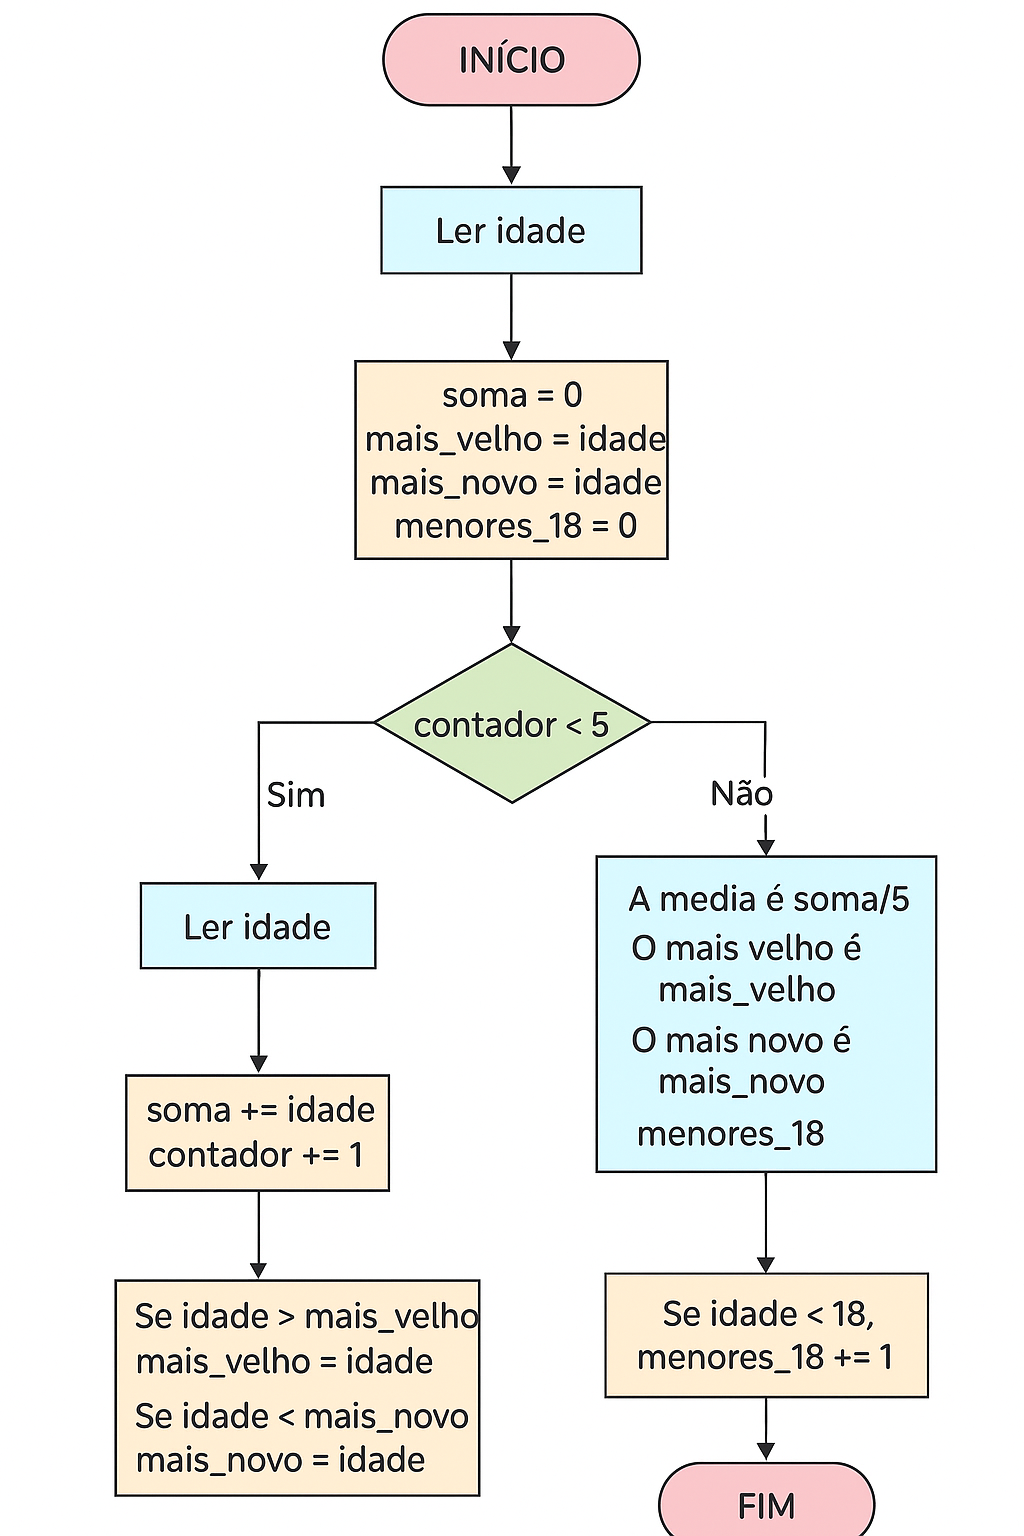 INÍCIO
Ler idade
soma = 0
mais_velho = idade
mais_novo = idade
menores_18 = 0
contador < 5
Sim
Não
Ler idade
soma += idade
contador += 1
Se idade > mais_velho
mais_velho = idade
Se idade < mais_novo
mais_novo = idade
A media é soma/5
O mais velho é
mais_velho
O mais novo é
mais_novo
menores_18
Se idade < 18,
menores_18 += 1
FIM